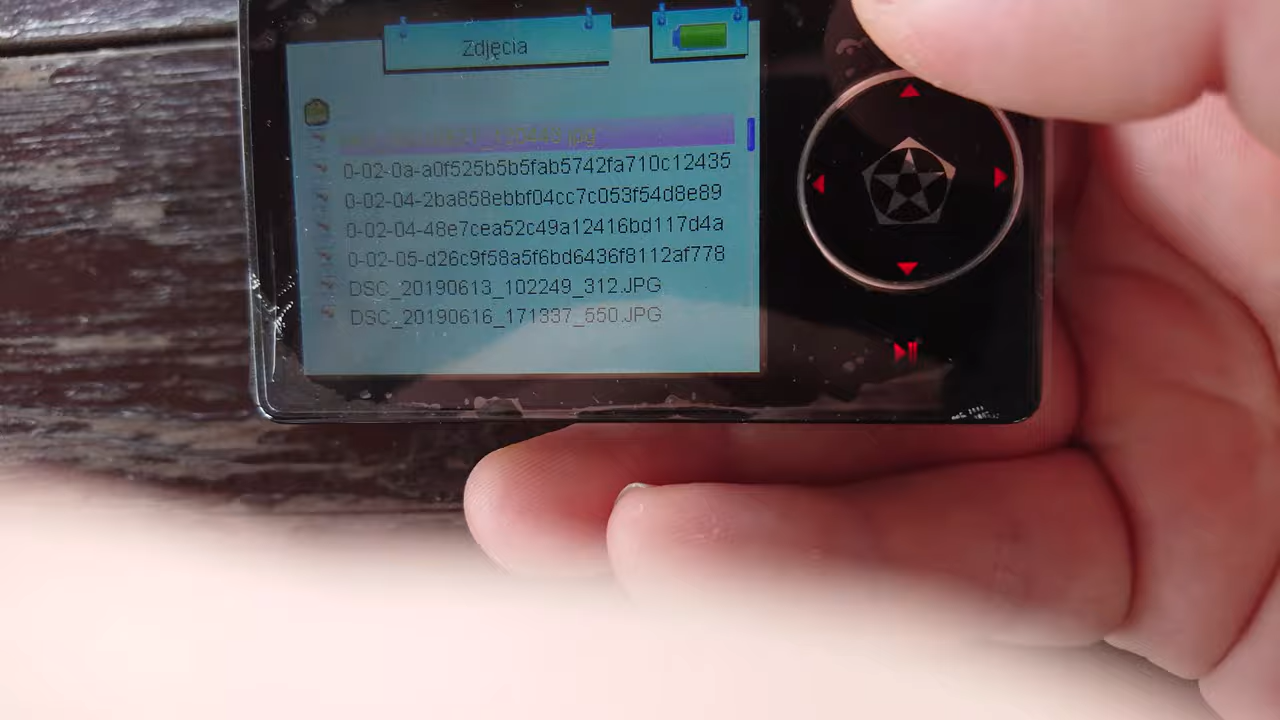 Zdjęcia
0-02-0a-a0f525b5b5fab5742fa710c12435
0-02-04-2ba858ebbf04cc7c053f54d8e89
0-02-04-48e7cea52c49a12416bd117d4a
0-02-05-d26c9f58a5f6bd6436f8112af778
DSC_20190613_102249_312.JPG
DSC_20190616_171337_550.JPG